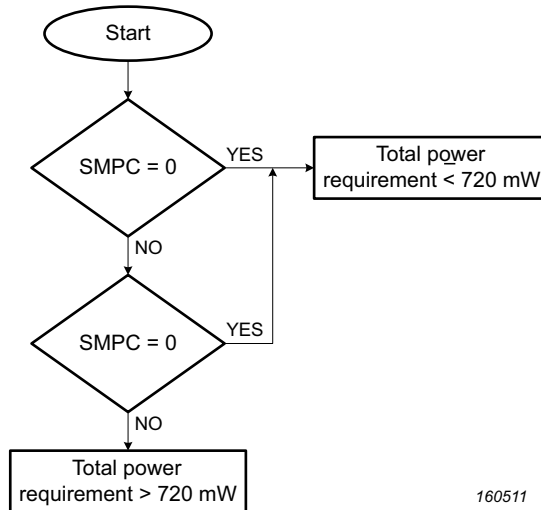 Start
SMPC = 0
YES
Total power
requirement < 720 mW
NO
SMPC = 0
YES
NO
Total power
requirement > 720 mW
160511